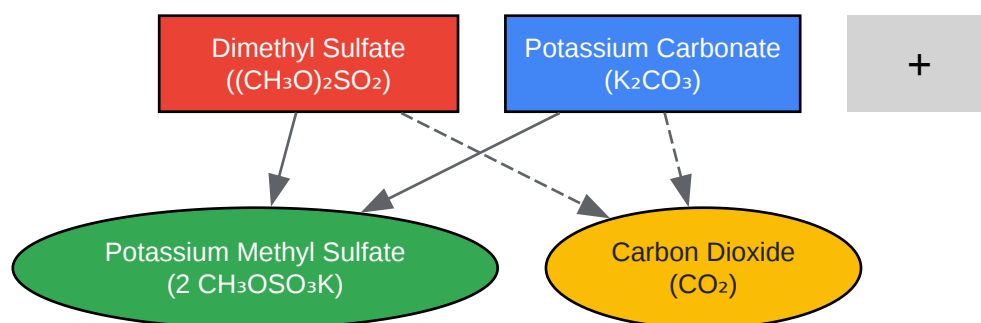 Dimethyl Sulfate
((CH₃O)₂SO₂)
Potassium Carbonate
(K₂CO₃)
+
Potassium Methyl Sulfate
(2 CH₃OSO₃K)
Carbon Dioxide
(CO₂)